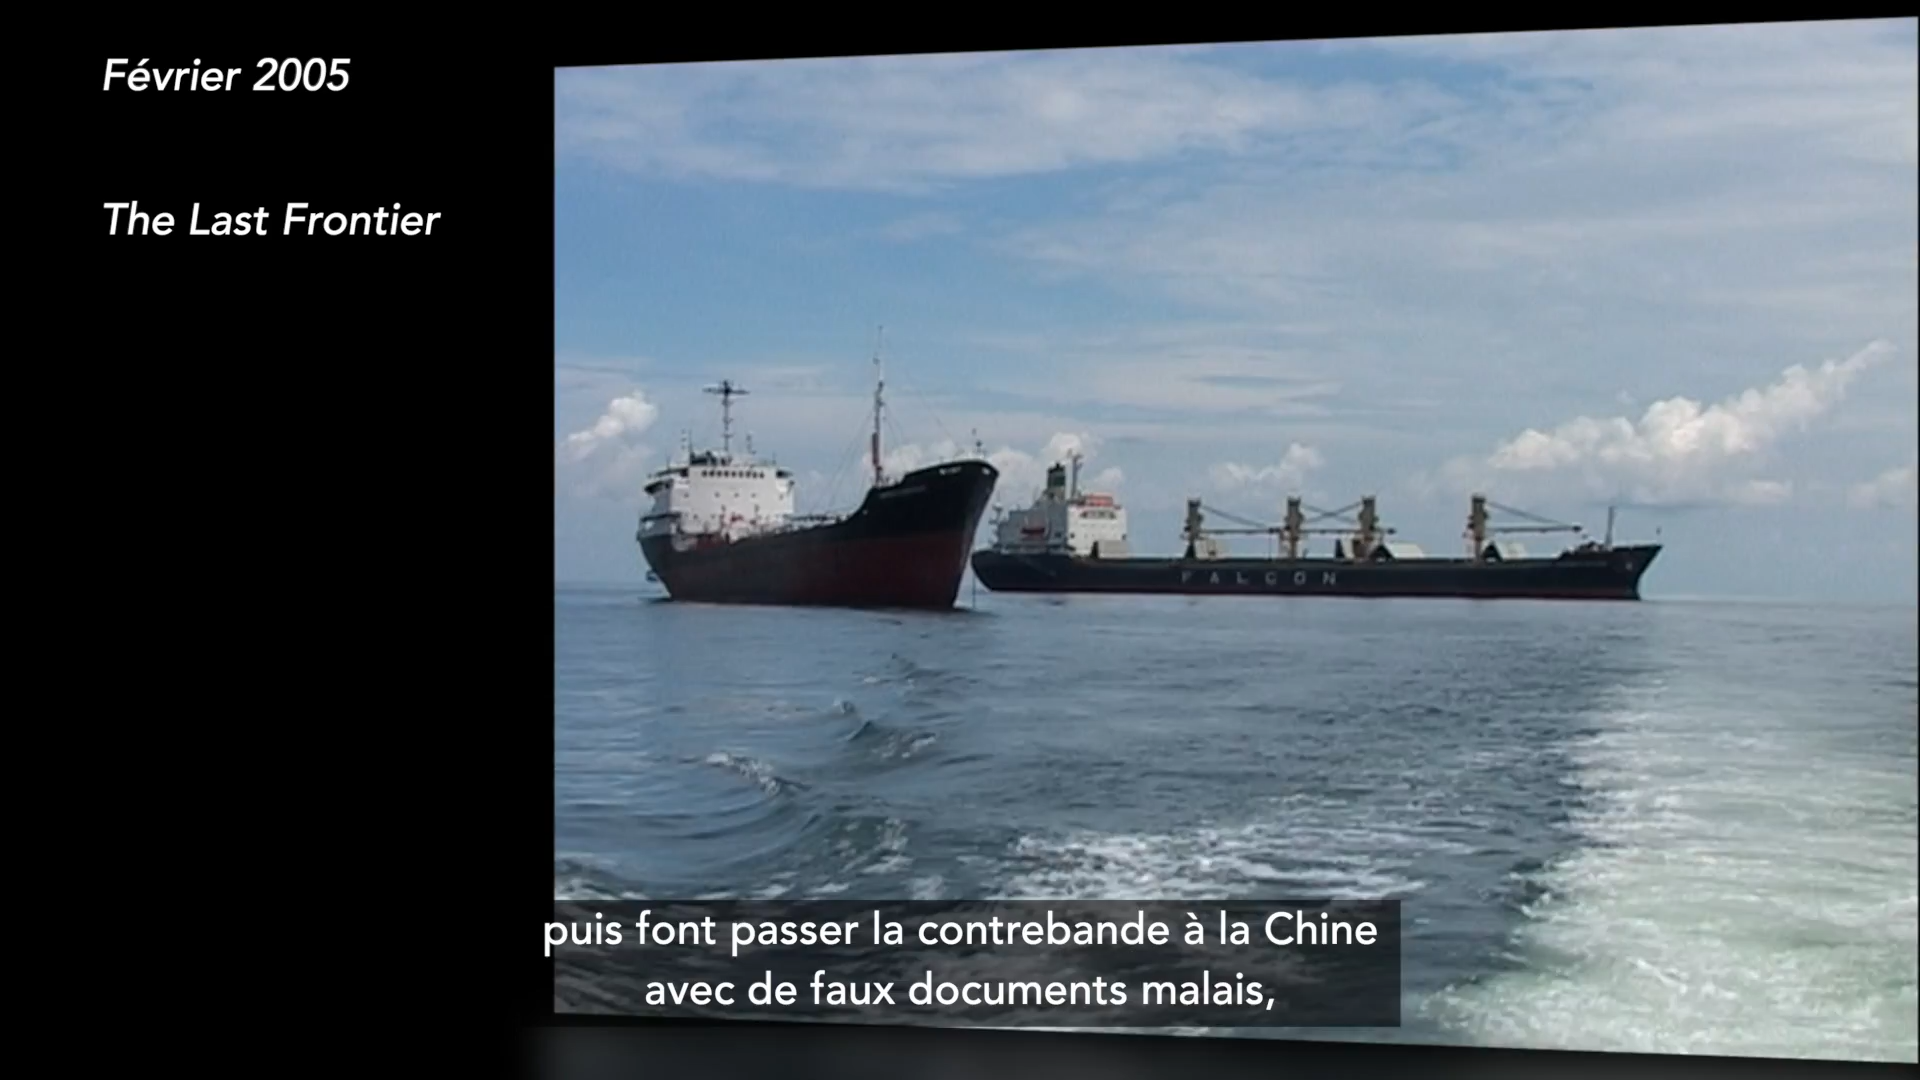 Février 2005
The Last Frontier
FALCON
puis font passer la contrebande à la Chine
avec de faux documents malais,